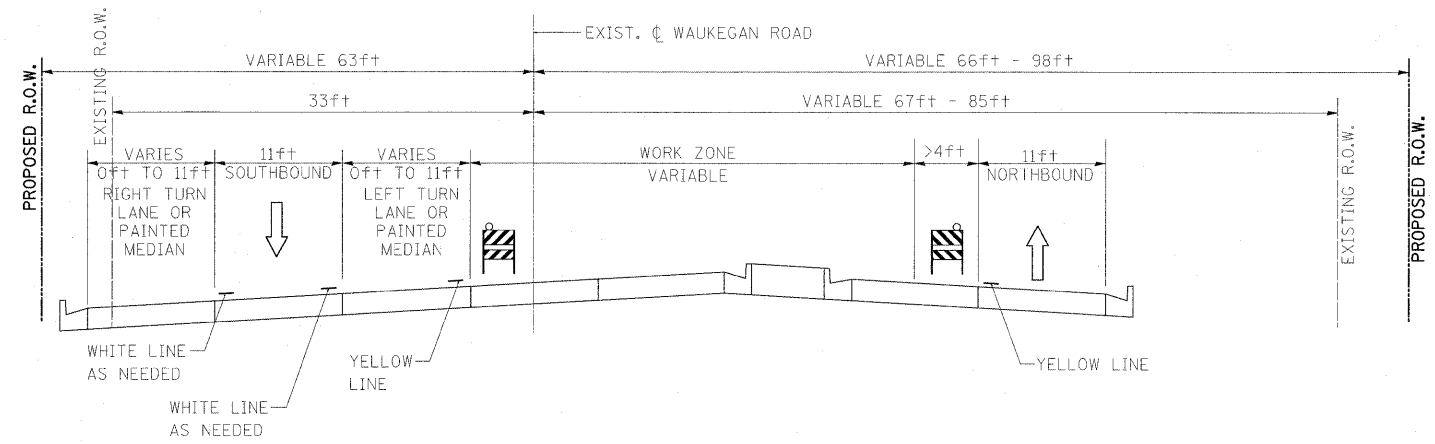 EXIST. ℄ WAUKEGAN ROAD
VARIABLE 63ft
VARIABLE 66ft - 98ft
33ft
VARIABLE 67ft - 85ft
PROPOSED R.O.W.
EXISTING R.O.W.
VARIES
0ft TO 11ft
RIGHT TURN
LANE OR
PAINTED
MEDIAN
11ft
SOUTHBOUND
VARIES
0ft TO 11ft
LEFT TURN
LANE OR
PAINTED
MEDIAN
WORK ZONE
VARIABLE
>4ft
11ft
NORTHBOUND
EXISTING R.O.W.
PROPOSED R.O.W.
WHITE LINE
AS NEEDED
WHITE LINE
AS NEEDED
YELLOW
LINE
YELLOW LINE